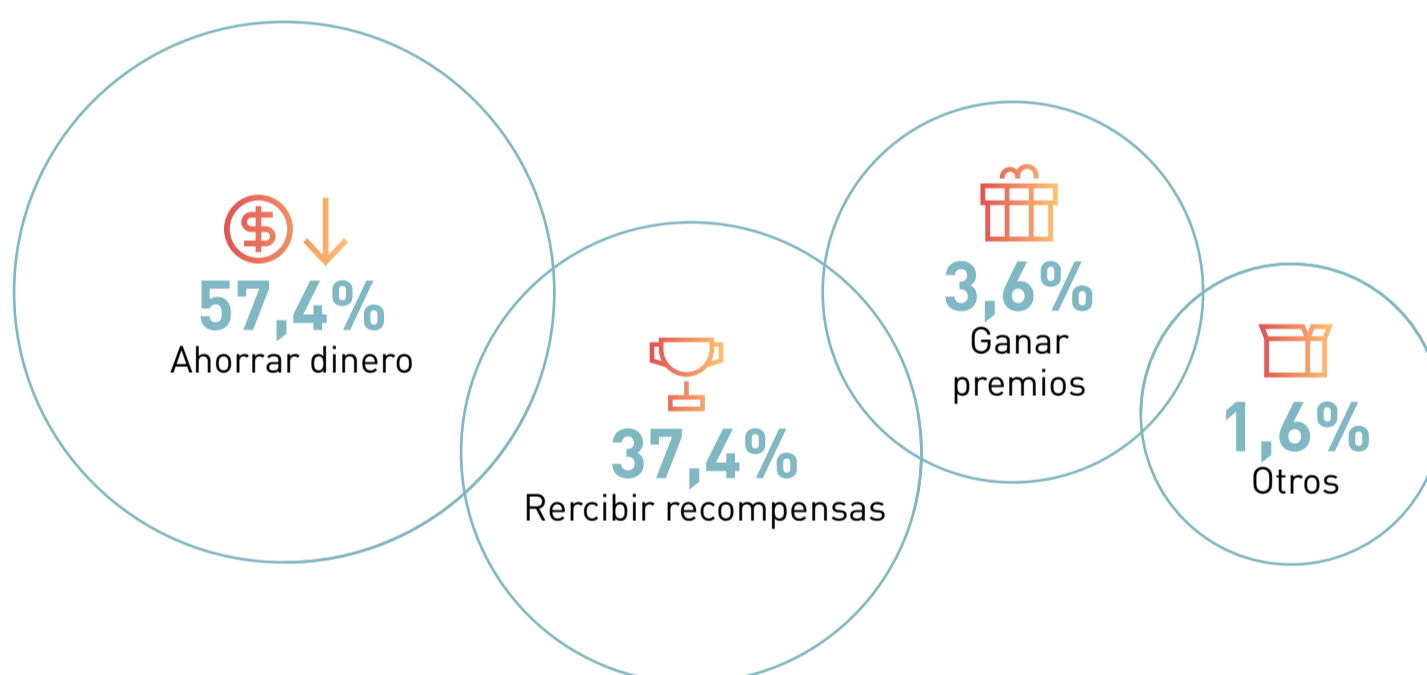 57,4%
Ahorrar dinero
37,4%
Rercibir recompensas
3,6%
Ganar
premios
1,6%
Otros